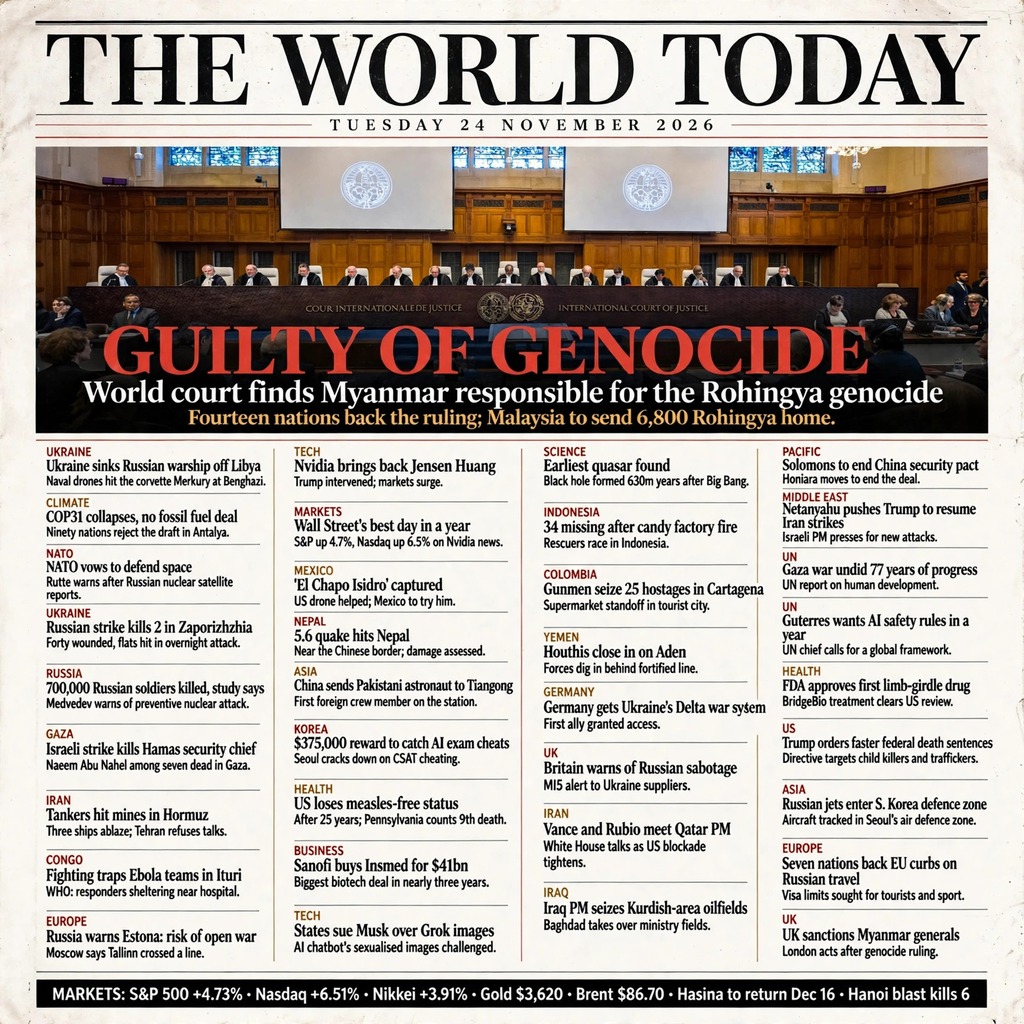 THE WORLD TODAY
TUESDAY 24 NOVEMBER 2026
COUR INTERNATIONALE DE JUSTICE
INTERNATIONAL COURT OF JUSTICE
GUILTY OF GENOCIDE
World court finds Myanmar responsible for the Rohingya genocide
Fourteen nations back the ruling; Malaysia to send 6,800 Rohingya home.
UKRAINE
Ukraine sinks Russian warship off Libya
Naval drones hit the corvette Merkury at Benghazi.
CLIMATE
COP31 collapses, no fossil fuel deal
Ninety nations reject the draft in Antalya.
NATO
NATO vows to defend space
Rutte warns after Russian nuclear satellite
reports.
UKRAINE
Russian strike kills 2 in Zaporizhzhia
Forty wounded, flats hit in overnight attack.
RUSSIA
700,000 Russian soldiers killed, study says
Medvedev warns of preventive nuclear attack.
GAZA
Israeli strike kills Hamas security chief
Naeem Abu Nahel among seven dead in Gaza.
IRAN
Tankers hit mines in Hormuz
Three ships ablaze; Tehran refuses talks.
CONGO
Fighting traps Ebola teams in Ituri
WHO: responders sheltering near hospital.
EUROPE
Russia warns Estona: risk of open war
Moscow says Tallinn crossed a line.
TECH
Nvidia brings back Jensen Huang
Trump intervened; markets surge.
MARKETS
Wall Street's best day in a year
S&P up 4.7%, Nasdaq up 6.5% on Nvidia news.
MEXICO
'El Chapo Isidro' captured
US drone helped; Mexico to try him.
NEPAL
5.6 quake hits Nepal
Near the Chinese border; damage assessed.
ASIA
China sends Pakistani astronaut to Tiangong
First foreign crew member on the station.
KOREA
$375,000 reward to catch AI exam cheats
Seoul cracks down on CSAT cheating.
HEALTH
US loses measles-free status
After 25 years; Pennsylvania counts 9th death.
BUSINESS
Sanofi buys Insmed for $41bn
Biggest biotech deal in nearly three years.
TECH
States sue Musk over Grok images
AI chatbot's sexualised images challenged.
SCIENCE
Earliest quasar found
Black hole formed 630m years after Big Bang.
INDONESIA
34 missing after candy factory fire
Rescuers race in Indonesia.
COLOMBIA
Gunmen seize 25 hostages in Cartagena
Supermarket standoff in tourist city.
YEMEN
Houthis close in on Aden
Forces dig in behind fortified line.
GERMANY
Germany gets Ukraine's Delta war system
First ally granted access.
UK
Britain warns of Russian sabotage
MI5 alert to Ukraine suppliers.
IRAN
Vance and Rubio meet Qatar PM
White House talks as US blockade
tightens.
IRAQ
Iraq PM seizes Kurdish-area oilfields
Baghdad takes over ministry fields.
PACIFIC
Solomons to end China security pact
Honiara moves to end the deal.
MIDDLE EAST
Netanyahu pushes Trump to resume
Iran strikes
Israeli PM presses for new attacks.
UN
Gaza war undid 77 years of progress
UN report on human development.
UN
Guterres wants AI safety rules in a
year
UN chief calls for a global framework.
HEALTH
FDA approves first limb-girdle drug
BridgeBio treatment clears US review.
US
Trump orders faster federal death sentences
Directive targets child killers and traffickers.
ASIA
Russian jets enter S. Korea defence zone
Aircraft tracked in Seoul's air defence zone.
EUROPE
Seven nations back EU curbs on
Russian travel
Visa limits sought for tourists and sport.
UK
UK sanctions Myanmar generals
London acts after genocide ruling.
MARKETS: S&P 500 +4.73% · Nasdaq +6.51% · Nikkei +3.91% · Gold $3,620 · Brent $86.70 · Hasina to return Dec 16 · Hanoi blast kills 6